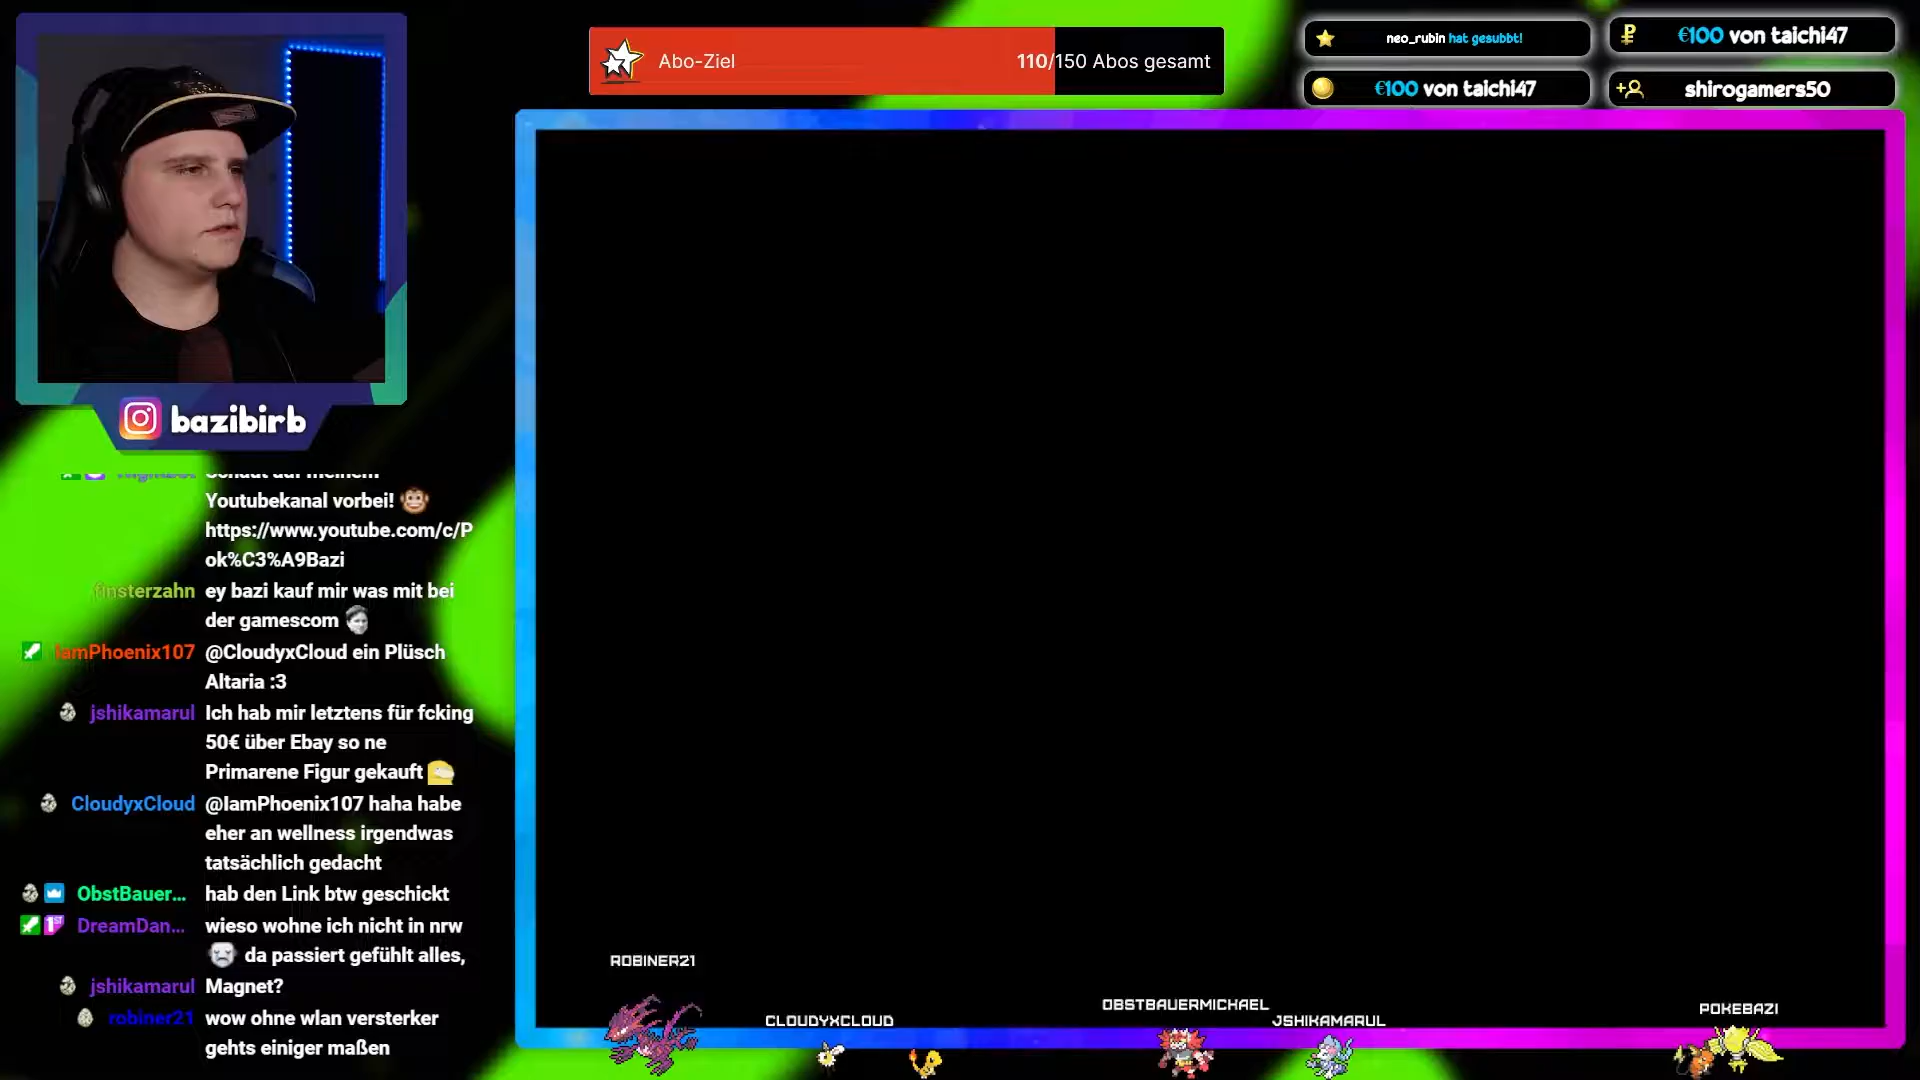 Abo-Ziel
110/150 Abos gesamt
neo_rubin hat gesubbt!
€100 von taichi47
€100 von taichi47
shirogamers50
bazibirb
Youtubekanal vorbei!
https://www.youtube.com/c/P
ok%C3%A9Bazi
finsterzahn ey bazi kauf mir was mit bei
der gamescom
IamPhoenix107 @CloudyxCloud ein Plüsch
Altaria :3
jshikamarul Ich hab mir letztens für fcking
50€ über Ebay so ne
Primarene Figur gekauft
CloudyxCloud @IamPhoenix107 haha habe
eher an wellness irgendwas
tatsächlich gedacht
ObstBauer... hab den Link btw geschickt
DreamDan... wieso wohne ich nicht in nrw
da passiert gefühlt alles,
jshikamarul Magnet?
robiner21 wow ohne wlan versterker
gehts einiger maßen
ROBINER21
CLOUDYXCLOUD
OBSTBAUERMICHAEL
JSHIKAMARUL
POKEBAZI